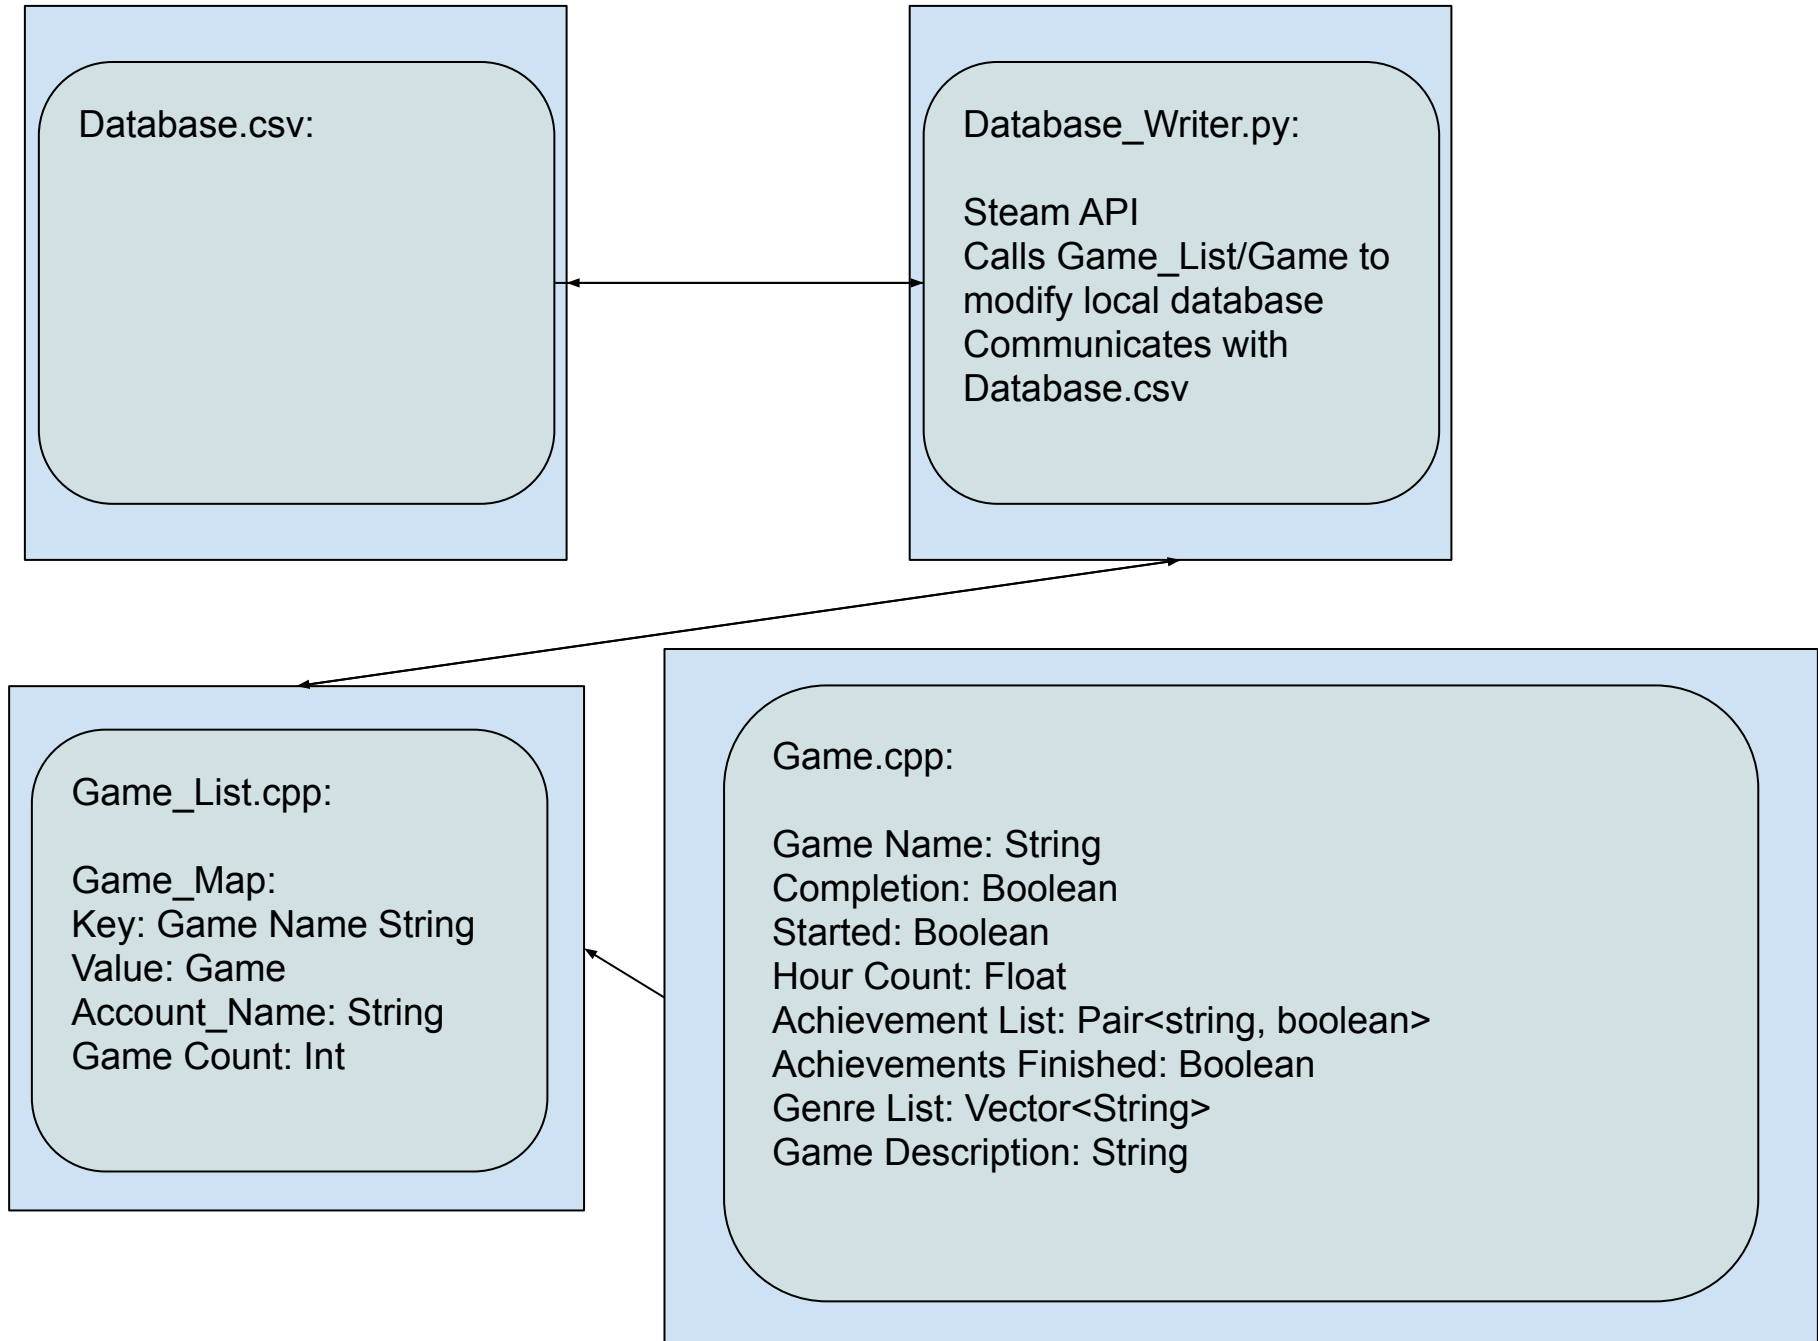 Database.csv:
Database_Writer.py:
Steam API
Calls Game_List/Game to
modify local database
Communicates with
Database.csv
Game_List.cpp:
Game_Map:
Key: Game Name String
Value: Game
Account_Name: String
Game Count: Int
Game.cpp:
Game Name: String
Completion: Boolean
Started: Boolean
Hour Count: Float
Achievement List: Pair<string, boolean>
Achievements Finished: Boolean
Genre List: Vector<String>
Game Description: String